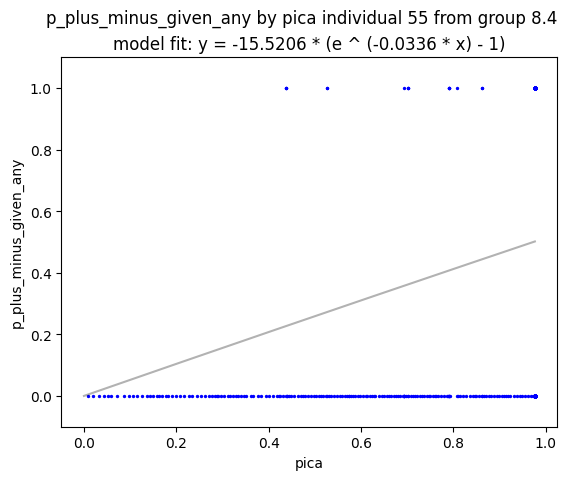 p_plus_minus_given_any by pica individual 55 from group 8.4
model fit: y = -15.5206 * (e ^ (-0.0336 * x) - 1)
1.0
0.8
0.6
0.4
0.2
0.0
p_plus_minus_given_any
0.0 0.2 0.4 0.6 0.8 1.0
pica